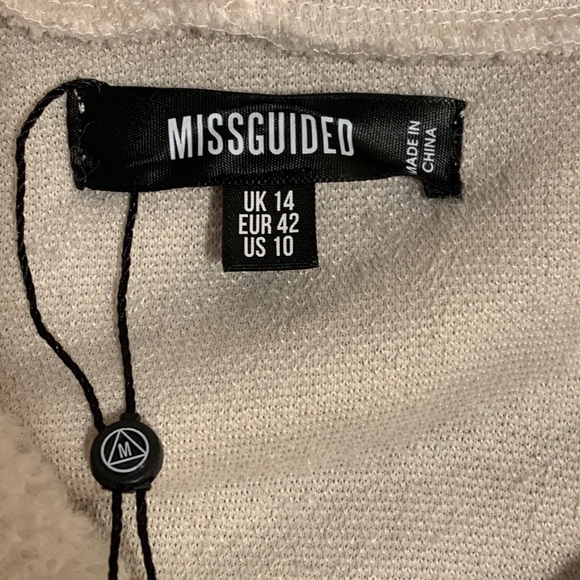 MISSGUIDED
MADE IN
CHINA
UK 14
EUR 42
US 10
M